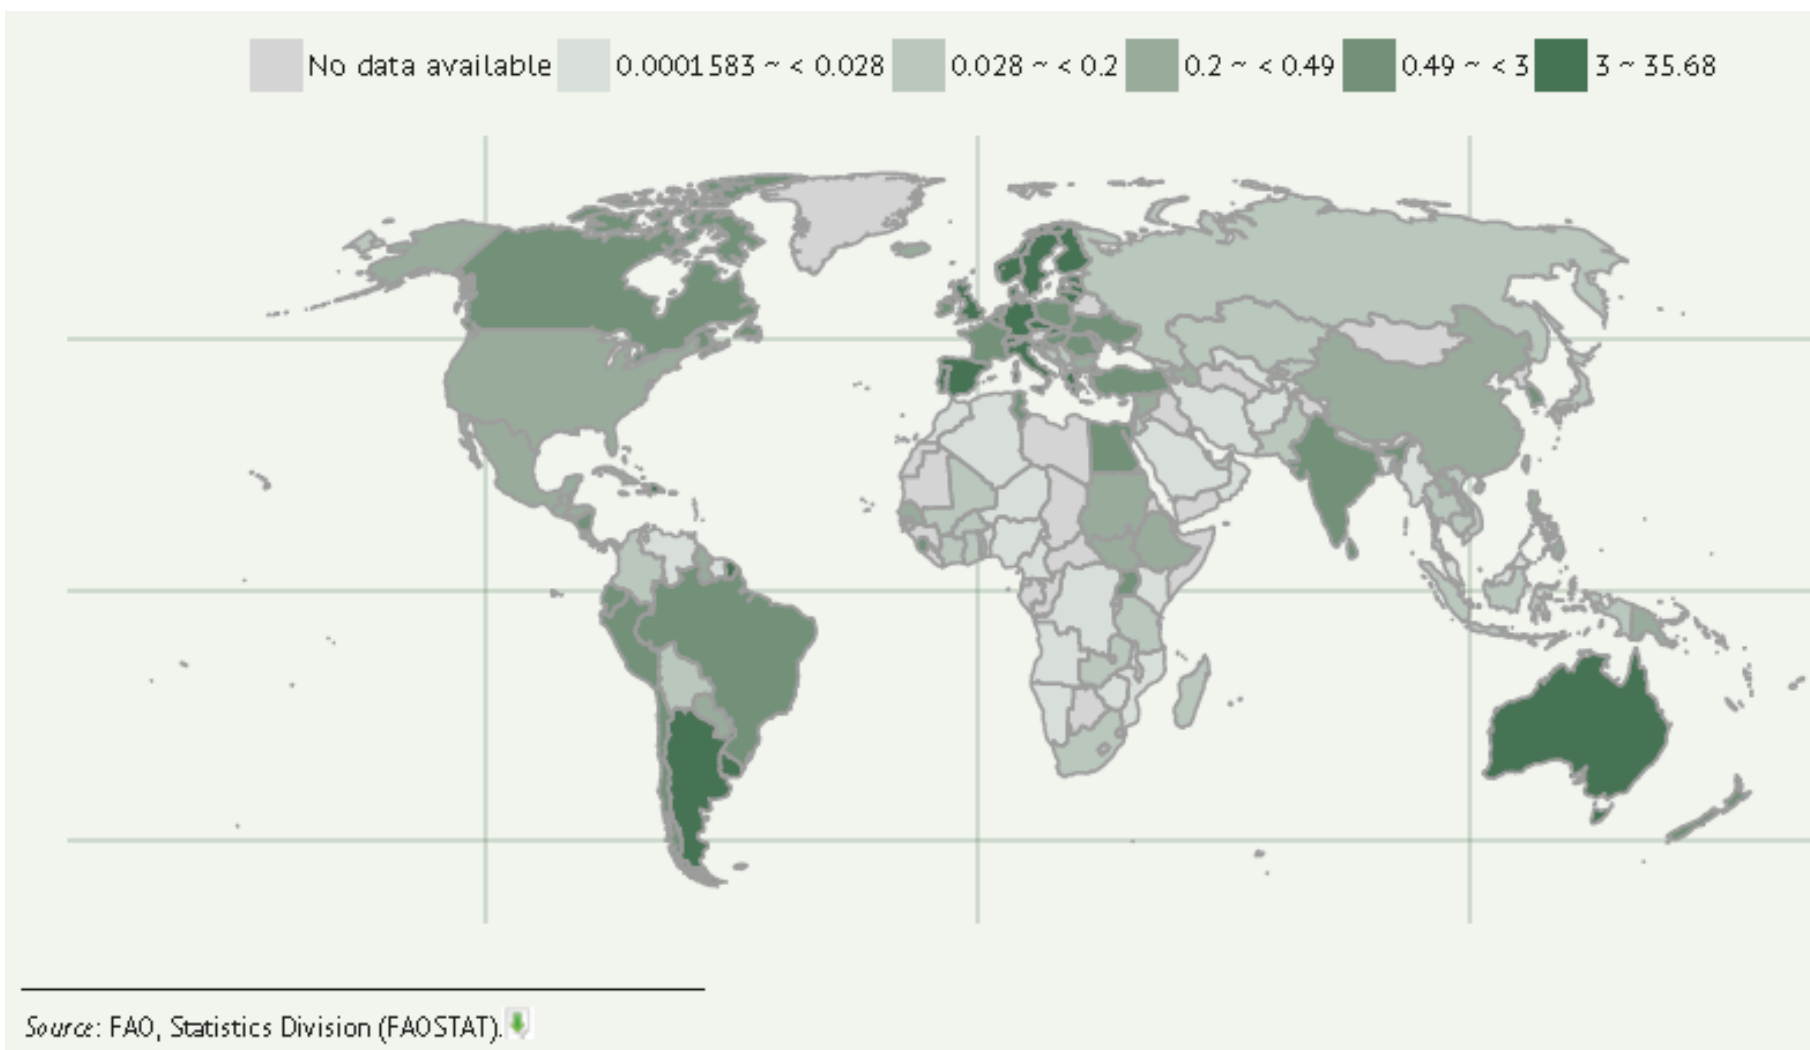 No data available 0.0001583 ~ < 0.028 0.028 ~ < 0.2 0.2 ~ < 0.49 0.49 ~ < 3 3 ~ 35.68
Source: FAO, Statistics Division (FAOSTAT).